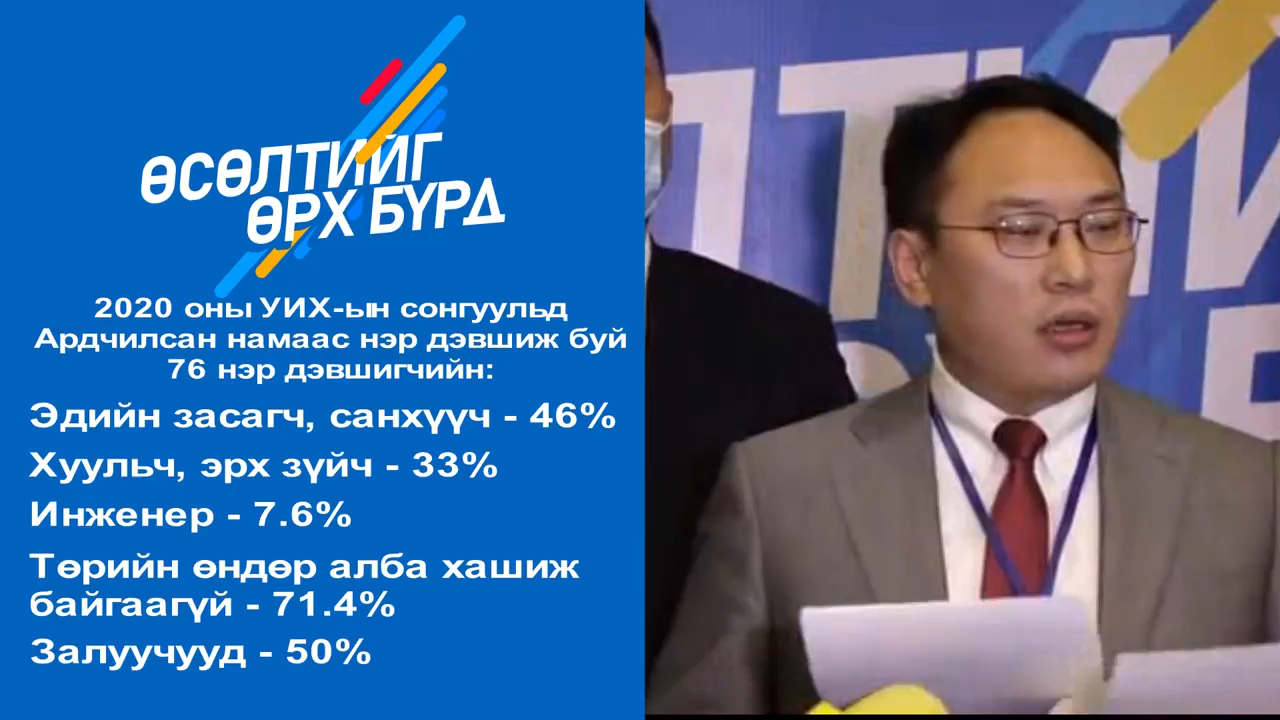 ӨСӨЛТИЙГ
ӨРХ БҮРД
2020 оны УИХ-ын сонгуульд
Ардчилсан намаас нэр дэвшиж буй
76 нэр дэвшигчийн:
Эдийн засагч, санхүүч - 46%
Хуульч, эрх зүйч - 33%
Инженер - 7.6%
Төрийн өндөр алба хашиж
байгаагүй - 71.4%
Залуучууд - 50%